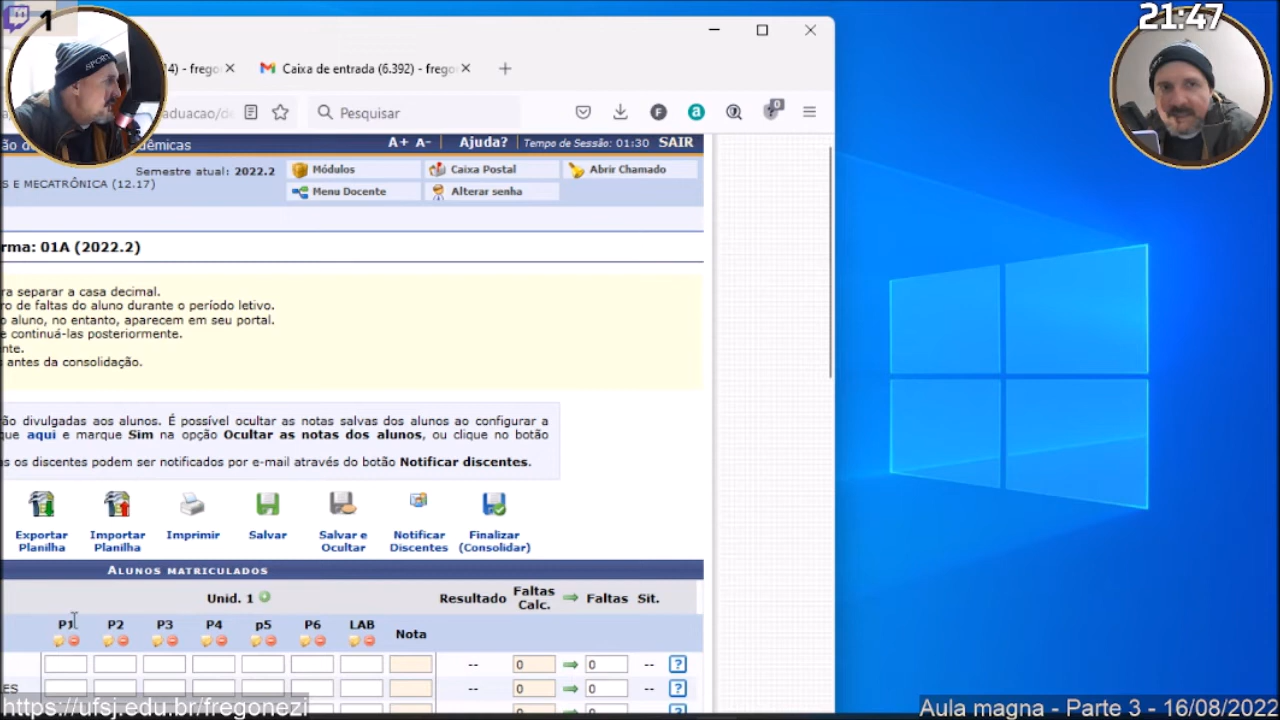 1
21:47
SPORT
4) - frego
Caixa de entrada (6.392) - frego
aduacao/de
Pesquisar
F
a
0
ão d
dêmicas
A+ A-
Ajuda?
Tempo de Sessão: 01:30
SAIR
Semestre atual: 2022.2
Módulos
Caixa Postal
Abrir Chamado
S E MECATRÔNICA (12.17)
Menu Docente
Alterar senha
rma: 01A (2022.2)
ra separar a casa decimal.
ro de faltas do aluno durante o período letivo.
o aluno, no entanto, aparecem em seu portal.
e continuá-las posteriormente.
nte.
s antes da consolidação.
ão divulgadas aos alunos. É possível ocultar as notas salvas dos alunos ao configurar a
que aqui e marque Sim na opção Ocultar as notas dos alunos, ou clique no botão
as os discentes podem ser notificados por e-mail através do botão Notificar discentes.
Exportar Planilha
Importar Planilha
Imprimir
Salvar
Salvar e Ocultar
Notificar Discentes
Finalizar (Consolidar)
ALUNOS MATRICULADOS
Unid. 1
Resultado
Faltas Calc.
Faltas
Sit.
P1 P2 P3 P4 p5 P6 LAB Nota
-- 0 0 -- ?
ES -- 0 0 -- ?
https://ufsj.edu.br/fregonezi
Aula magna - Parte 3 - 16/08/2022